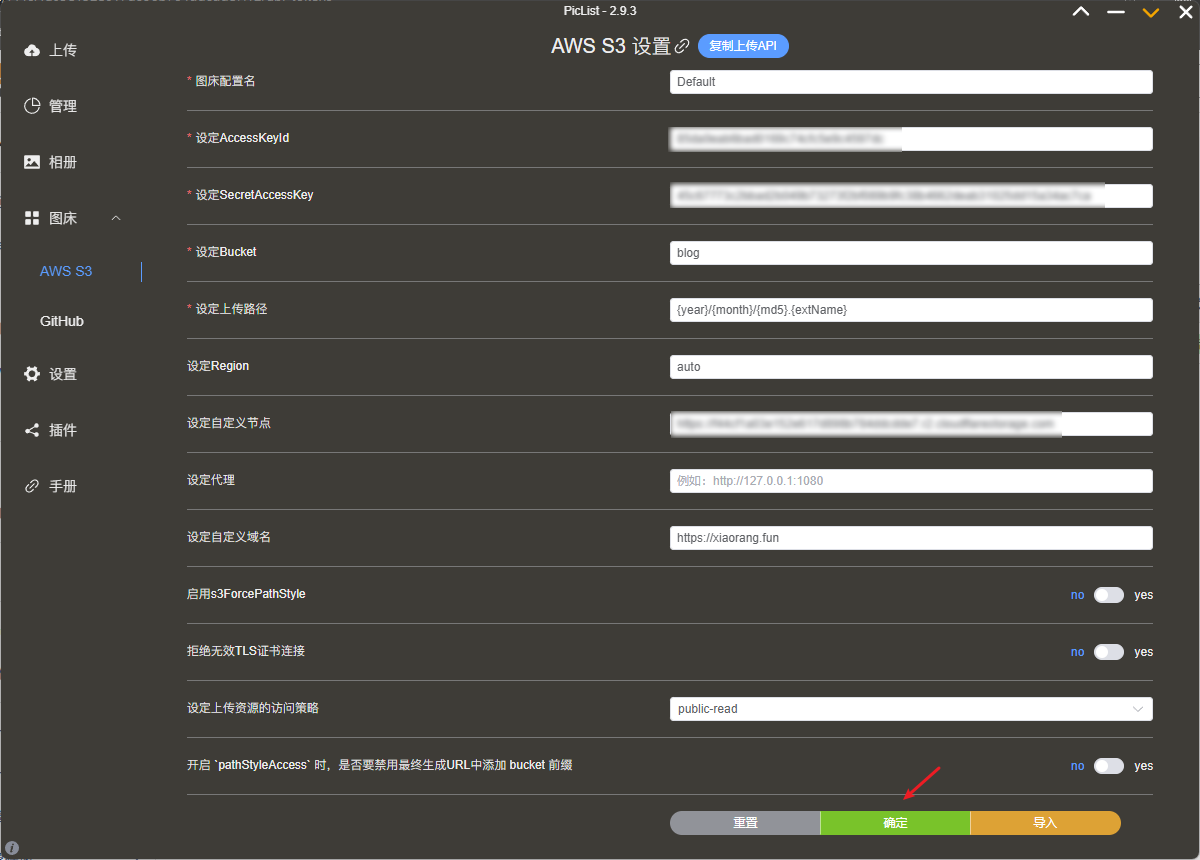 PicList - 2.9.3
AWS S3 设置
复制上传API
上传
管理
相册
图床
AWS S3
GitHub
设置
插件
手册
* 图床配置名
Default
* 设定AccessKeyId
* 设定SecretAccessKey
* 设定Bucket
blog
* 设定上传路径
{year}/{month}/{md5}.{extName}
设定Region
auto
设定自定义节点
设定代理
例如：http://127.0.0.1:1080
设定自定义域名
https://xiaorang.fun
启用s3ForcePathStyle
no yes
拒绝无效TLS证书连接
no yes
设定上传资源的访问策略
public-read
开启 `pathStyleAccess` 时，是否要禁用最终生成URL中添加 bucket 前缀
no yes
重置 确定 导入